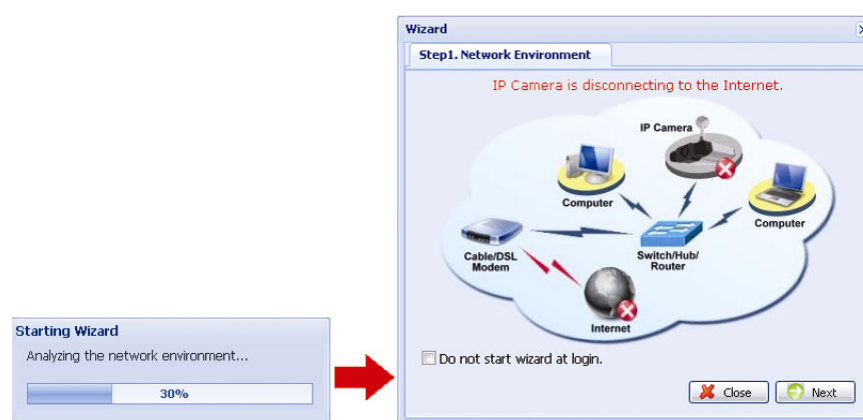 Starting Wizard
Analyzing the network environment...
30%
Wizard
Step1. Network Environment
IP Camera is disconnecting to the Internet.
IP Camera
Computer
Computer
Cable/DSL
Modem
Switch/Hub/
Router
Internet
Do not start wizard at login.
Close
Next